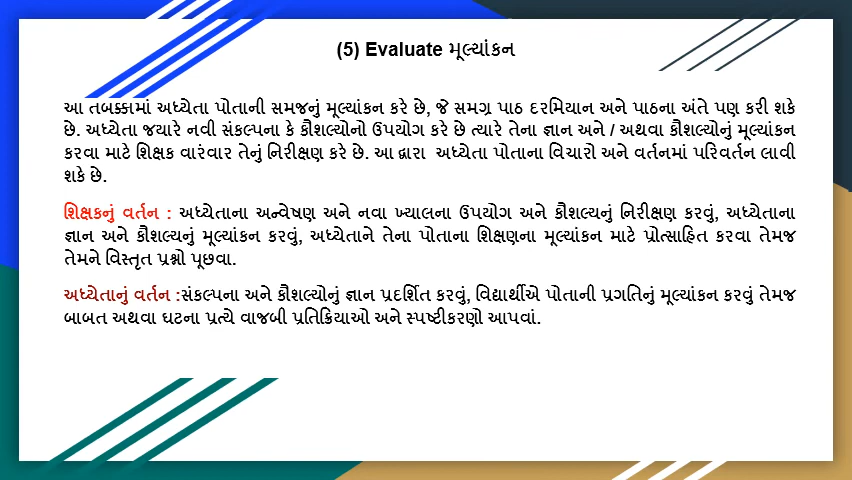 (5) Evaluate મૂલ્યાંકન
આ તબક્કામાં અધ્યેતા પોતાની સમજનું મૂલ્યાંકન કરે છે, જે સમગ્ર પાઠ દરમિયાન અને પાઠના અંતે પણ કરી શકે
છે. અધ્યેતા જયારે નવી સંકલ્પના કે કૌશલ્યોનો ઉપયોગ કરે છે ત્યારે તેના જ્ઞાન અને / અથવા કૌશલ્યોનું મૂલ્યાંકન
કરવા માટે શિક્ષક વારંવાર તેનું નિરીક્ષણ કરે છે. આ દ્વારા અધ્યેતા પોતાના વિચારો અને વર્તનમાં પરિવર્તન લાવી
શકે છે.
શિક્ષકનું વર્તન : અધ્યેતાના અન્વેષણ અને નવા ખ્યાલના ઉપયોગ અને કૌશલ્યનું નિરીક્ષણ કરવું, અધ્યેતાના
જ્ઞાન અને કૌશલ્યનું મૂલ્યાંકન કરવું, અધ્યેતાને તેના પોતાના શિક્ષણના મૂલ્યાંકન માટે પ્રોત્સાહિત કરવા તેમજ
તેમને વિસ્તૃત પ્રશ્નો પૂછવા.
અધ્યેતાનું વર્તન :સંકલ્પના અને કૌશલ્યોનું જ્ઞાન પ્રદર્શિત કરવું, વિદ્યાર્થીએ પોતાની પ્રગતિનું મૂલ્યાંકન કરવું તેમજ
બાબત અથવા ઘટના પ્રત્યે વાજબી પ્રતિક્રિયાઓ અને સ્પષ્ટીકરણો આપવાં.